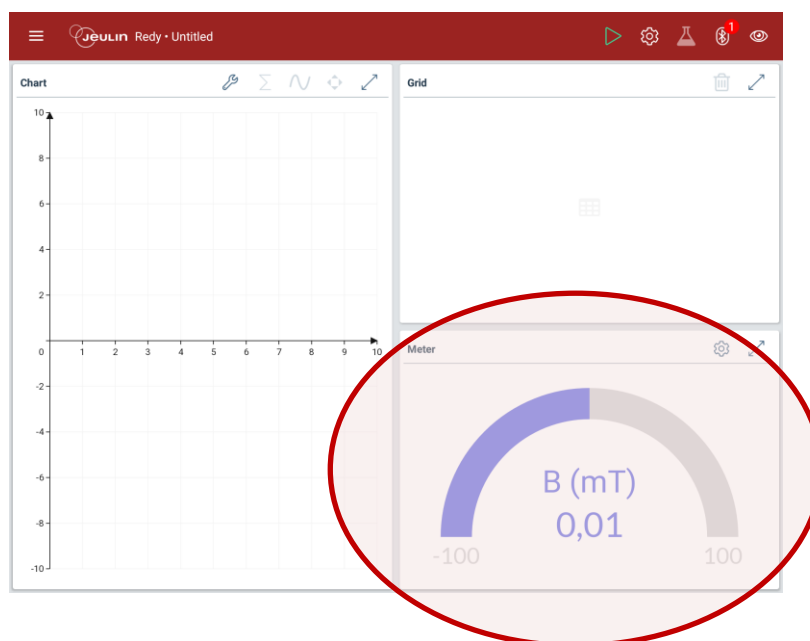 Jeulin Redy • Untitled
1
Chart
10
8
6
4
2
0 1 2 3 4 5 6 7 8 9 10
-2
-4
-6
-8
-10
Grid
Meter
B (mT)
0,01
-100 100